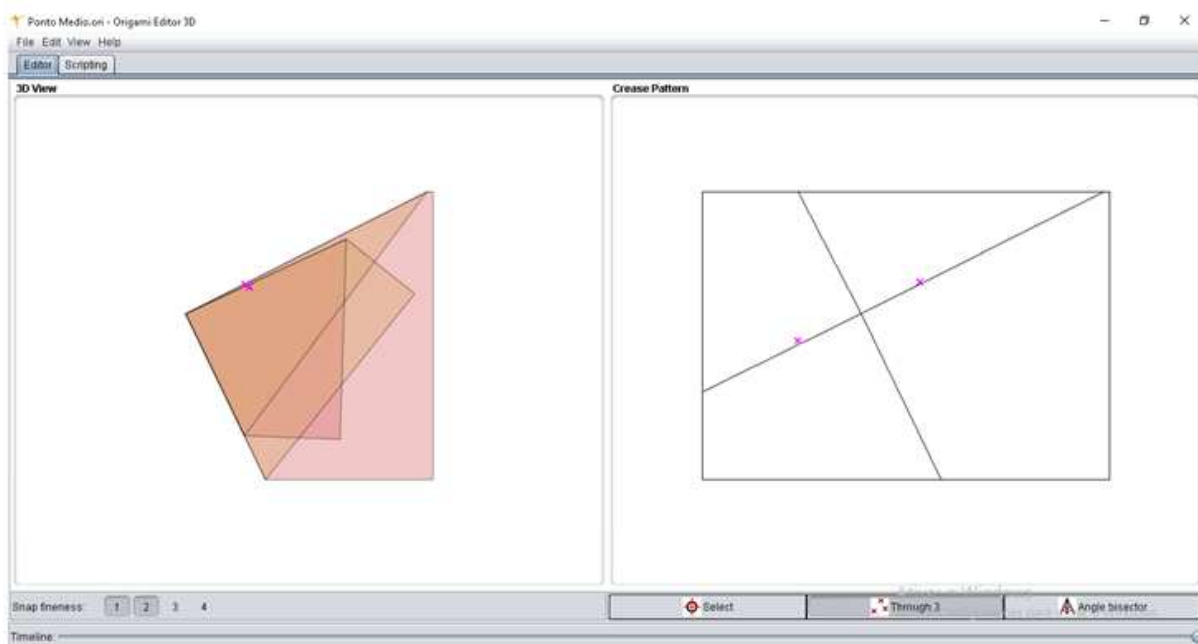 Ponto Medio.ori - Origami Editor 3D
File Edit View Help
Editor Scripting
3D View
Crease Pattern
Snap fineness: 1 2 3 4
Select
Through 3
Angle bisector
Timeline